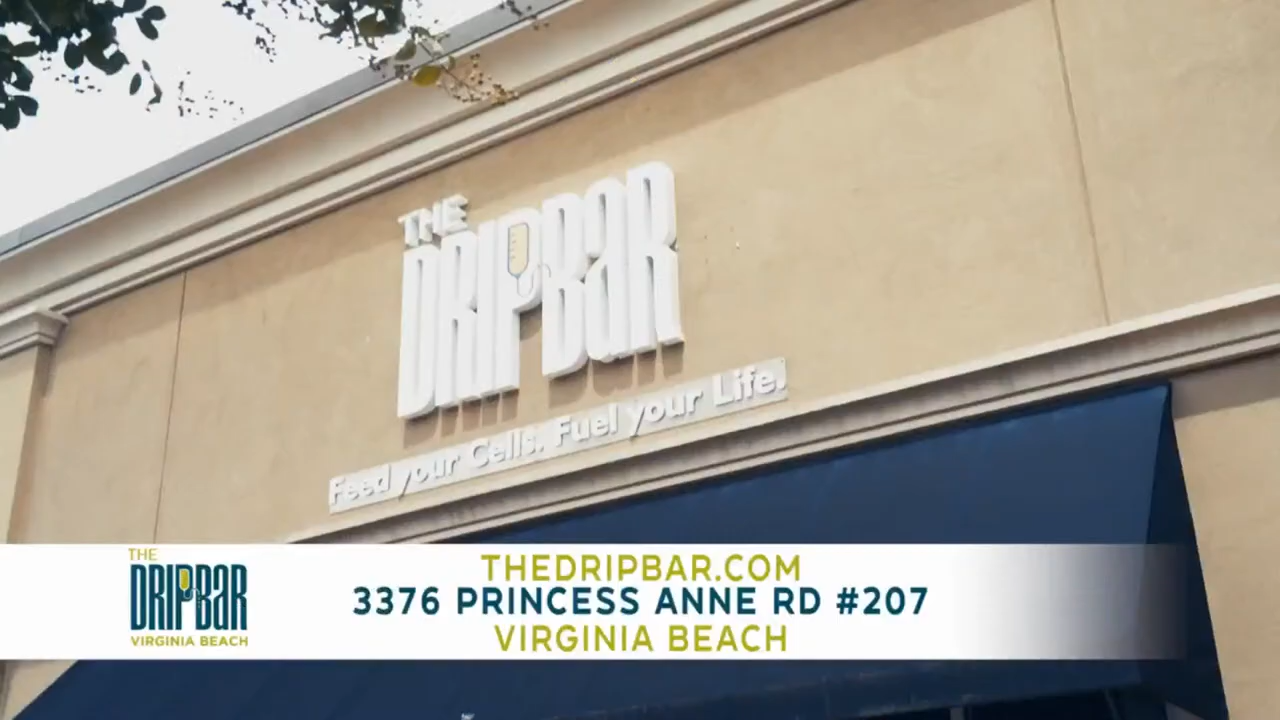 THE
DRIPBaR
Feed your Cells. Fuel your Life.
THE
DRIPBaR
VIRGINIA BEACH
THEDRIPBAR.COM
3376 PRINCESS ANNE RD #207
VIRGINIA BEACH